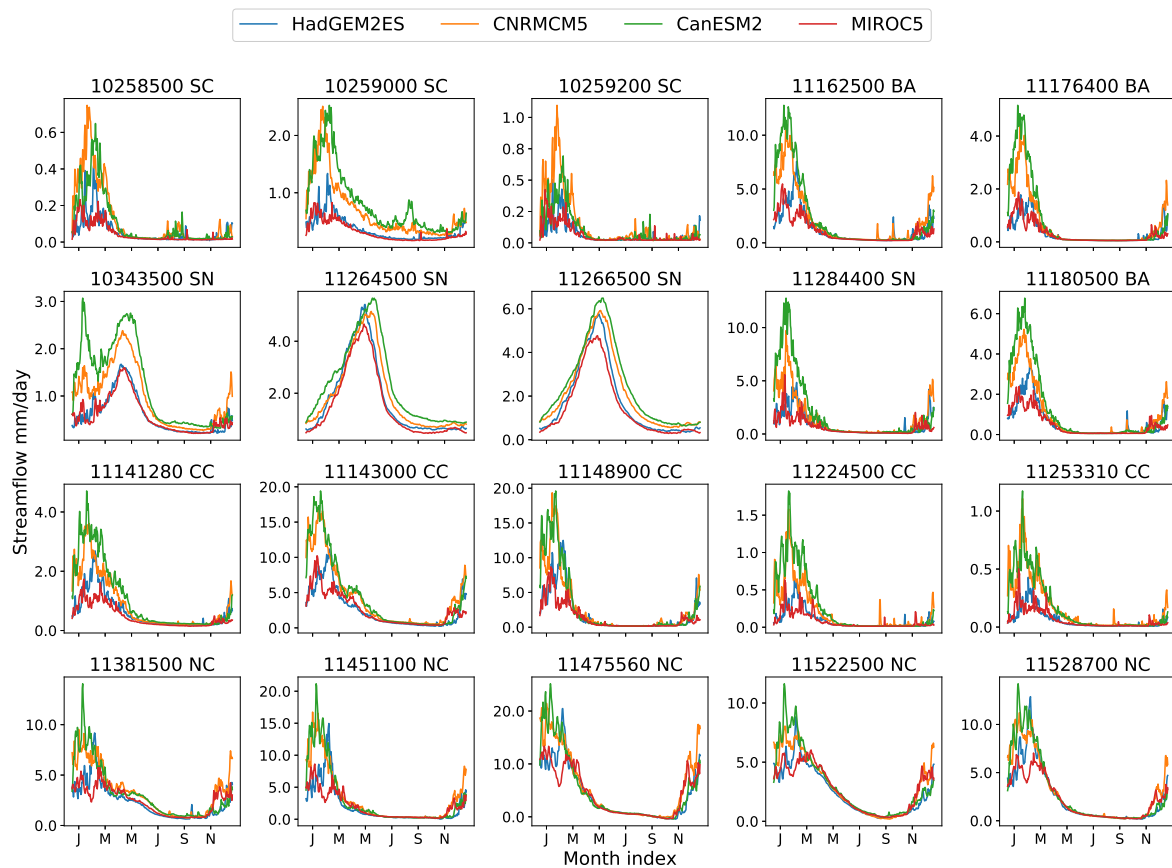 HadGEM2ES CNRMCM5 CanESM2 MIROC5
10258500 SC 10259000 SC 10259200 SC 11162500 BA 11176400 BA
0.6 0.4 0.2 0.0
2.0 1.0
1.0 0.8 0.5 0.2 0.0
10.0 5.0 0.0
4.0 2.0 0.0
10343500 SN 11264500 SN 11266500 SN 11284400 SN 11180500 BA
3.0 2.0 1.0
4.0 2.0
6.0 4.0 2.0 0.0
10.0 5.0 0.0
6.0 4.0 2.0 0.0
Streamflow mm/day
11141280 CC 11143000 CC 11148900 CC 11224500 CC 11253310 CC
4.0 2.0 0.0
20.0 15.0 10.0 5.0 0.0
20.0 15.0 10.0 5.0 0.0
1.5 1.0 0.5 0.0
1.0 0.5 0.0
11381500 NC 11451100 NC 11475560 NC 11522500 NC 11528700 NC
10.0 5.0 0.0
20.0 15.0 10.0 5.0 0.0
25.0 20.0 15.0 10.0 5.0 0.0
10.0 5.0 0.0
10.0 5.0 0.0
J M M J S N J M M J S N J M M J S N J M M J S N J M M J S N
Month index